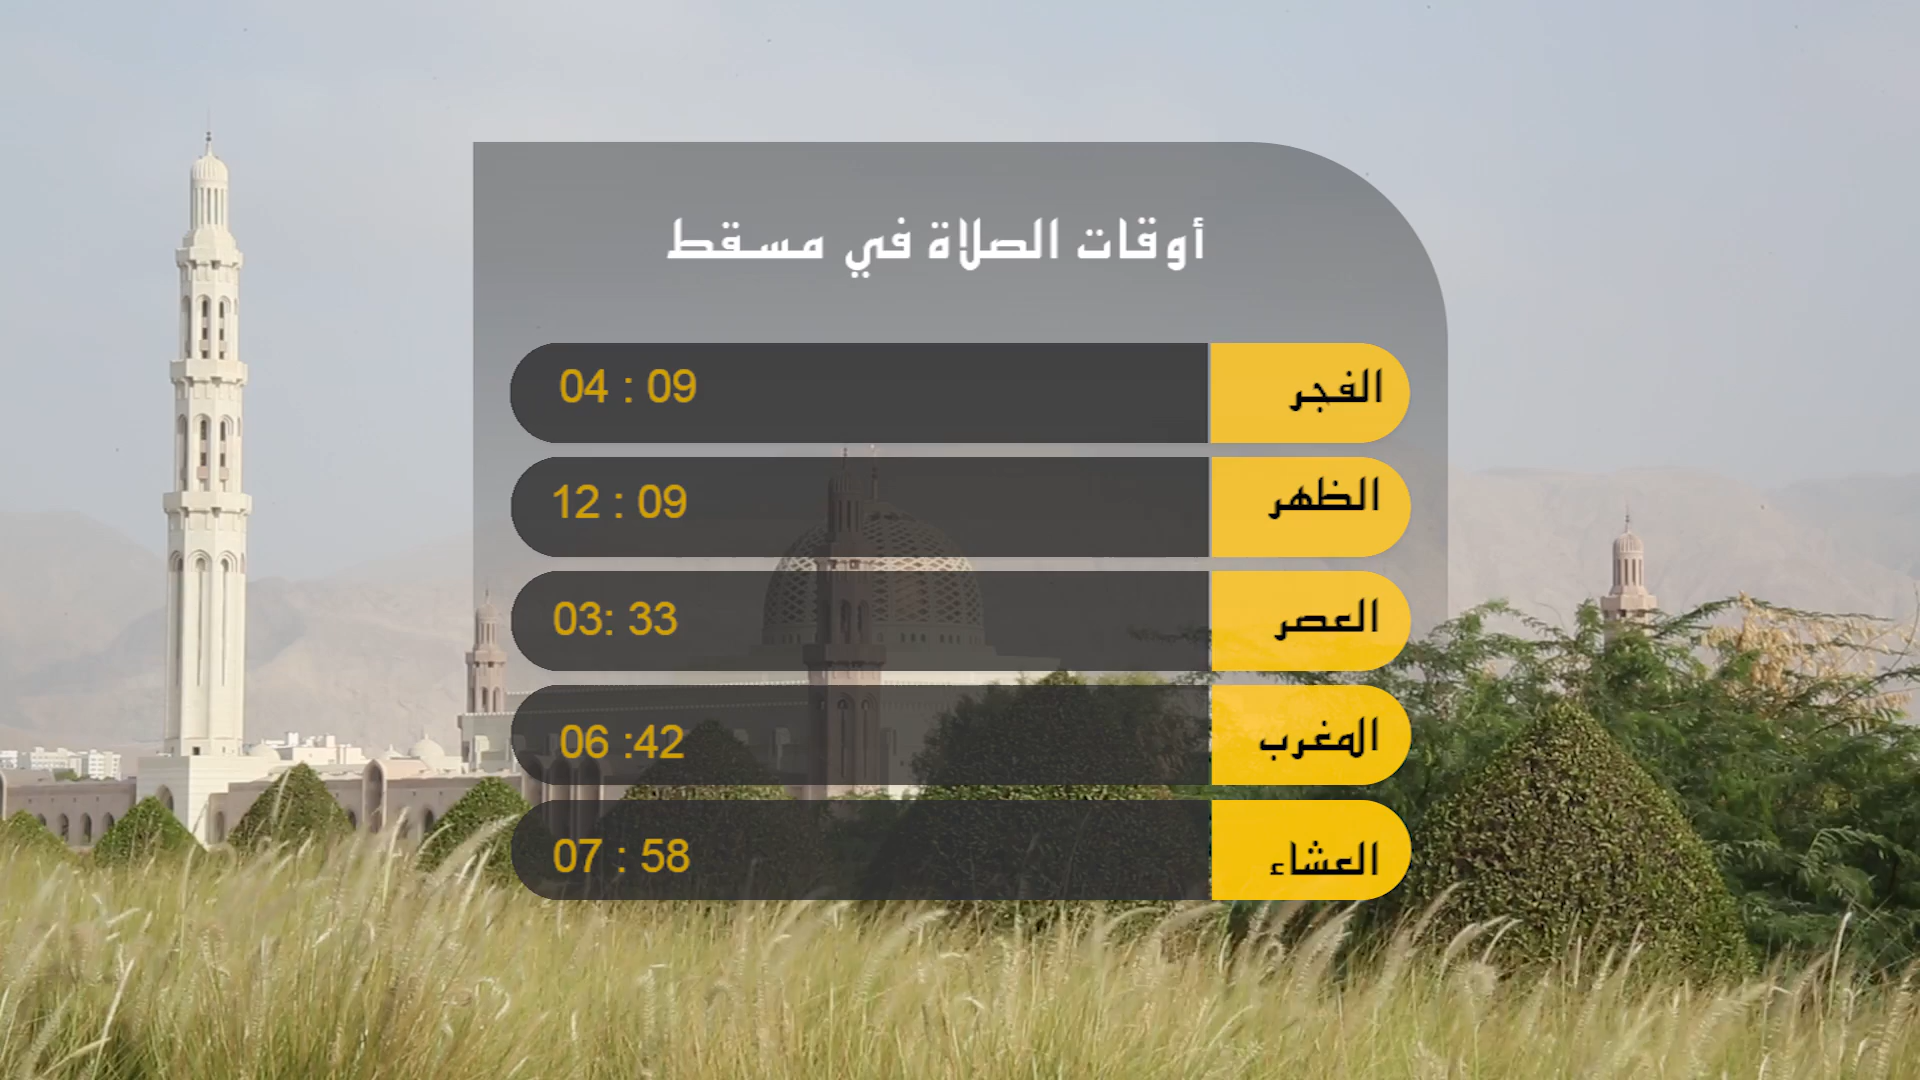 أوقات الصلاة في مسقط
الفجر 04 : 09
الظهر 12 : 09
العصر 03: 33
المغرب 06 :42
العشاء 07 : 58